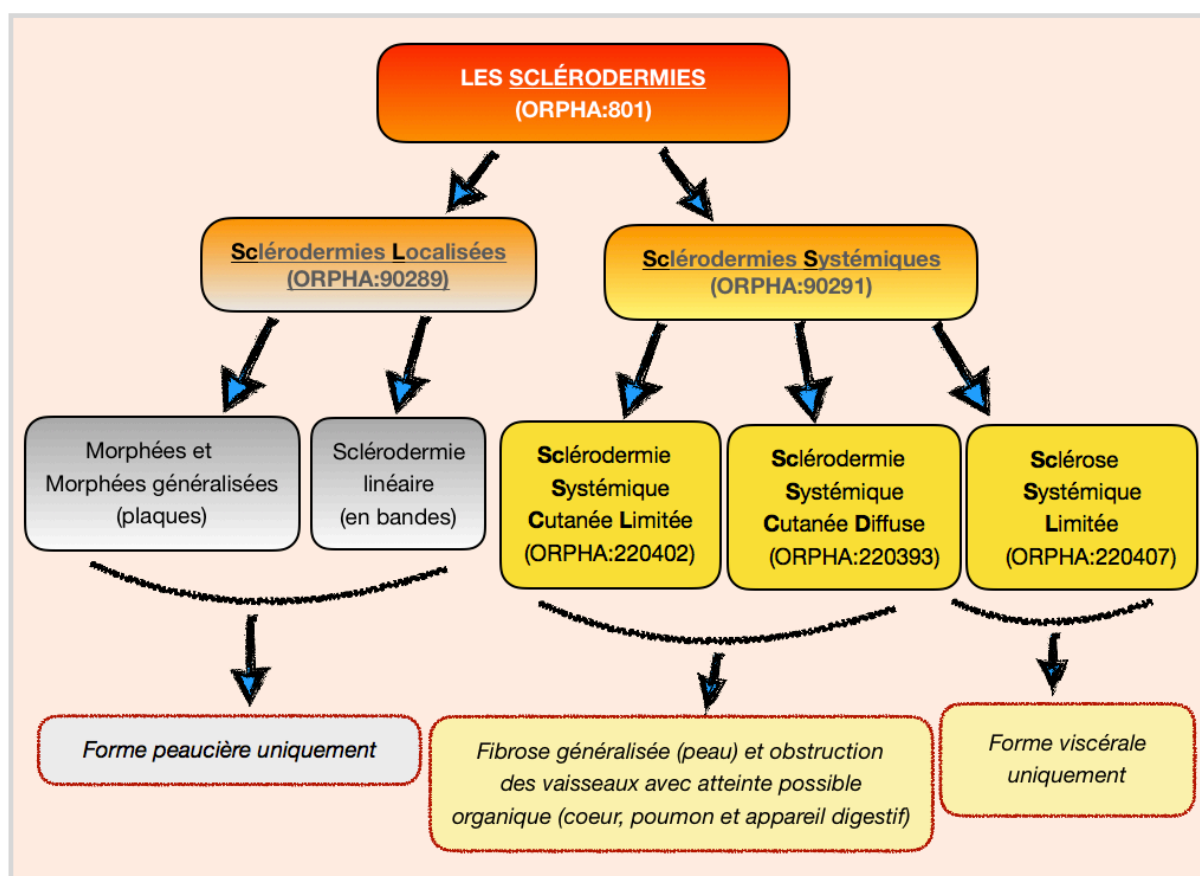 LES SCLÉRODERMIES
(ORPHA:801)
Sclérodermies Localisées
(ORPHA:90289)
Sclérodermies Systémiques
(ORPHA:90291)
Morphées et
Morphées généralisées
(plaques)
Sclérodermie
linéaire
(en bandes)
Sclérodermie
Systémique
Cutanée Limitée
(ORPHA:220402)
Sclérodermie
Systémique
Cutanée Diffuse
(ORPHA:220393)
Sclérose
Systémique
Limitée
(ORPHA:220407)
Forme peaucière uniquement
Fibrose généralisée (peau) et obstruction
des vaisseaux avec atteinte possible
organique (coeur, poumon et appareil digestif)
Forme viscérale
uniquement